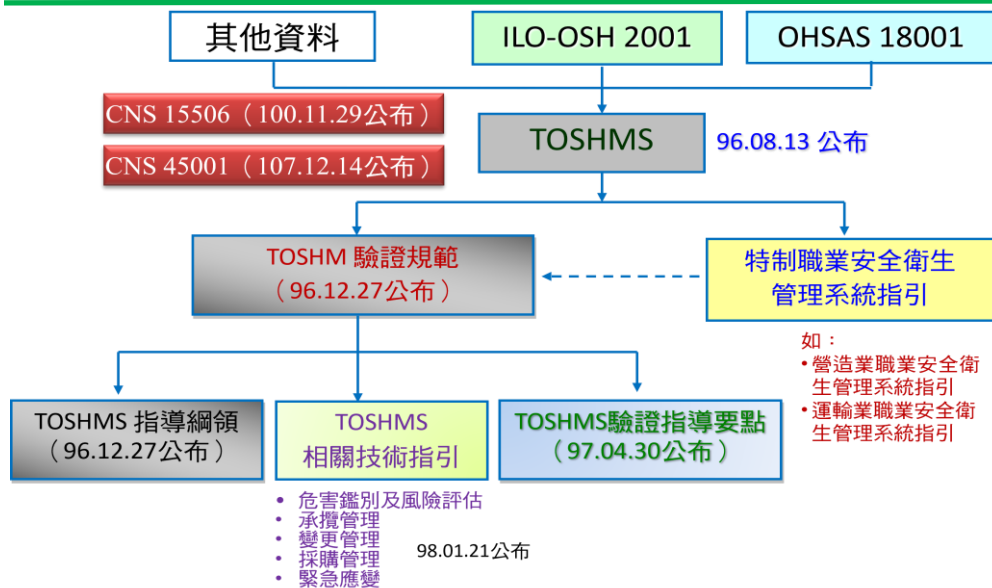 其他資料
ILO-OSH 2001
OHSAS 18001
CNS 15506（100.11.29公布）
CNS 45001（107.12.14公布）
TOSHMS
96.08.13 公布
TOSHM 驗證規範
（96.12.27公布）
特制職業安全衛生
管理系統指引
如：
•營造業職業安全衛
生管理系統指引
•運輸業職業安全衛
生管理系統指引
TOSHMS 指導綱領
（96.12.27公布）
TOSHMS
相關技術指引
TOSHMS驗證指導要點
（97.04.30公布）
• 危害鑑別及風險評估
• 承攬管理
• 變更管理
• 採購管理
• 緊急應變
98.01.21公布